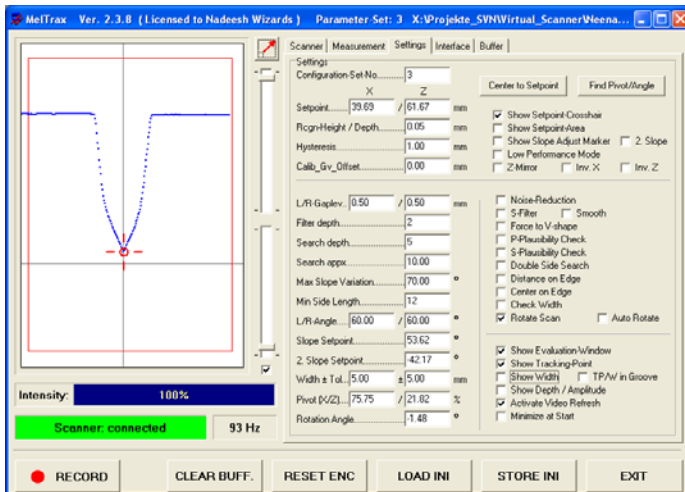 MelTrax Ver. 2.3.8 ( Licensed to Nadeesh Wizards ) Parameter-Set: 3 X:\Projekte_SVN\Virtual_Scanner\Neena...
Scanner Measurement Settings Interface Buffer
Settings
Configuration-Set-No. 3
X Z
Setpoint 39.69 / 61.67 mm
Rcgn-Height / Depth 0.05 mm
Hysteresis 1.00 mm
Calib_Gv_Offset 0.00 mm
Center to Setpoint Find Pivot/Angle
Show Setpoint-Crosshair
Show Setpoint-Area
Show Slope Adjust Marker 2. Slope
Low Performance Mode
Z-Mirror Inv. X Inv. Z
L/R-Gaplev. 0.50 / 0.50 mm
Filter depth 2
Search depth 5
Search appx. 10.00
Max Slope Variation 70.00 °
Min Side Length 12
L/R-Angle 60.00 / 60.00 °
Slope Setpoint 53.62 °
2. Slope Setpoint -42.17 °
Width ± Tol. 5.00 ± 5.00 mm
Pivot (X/Z) 75.75 / 21.82 %
Rotation Angle -1.48 °
Noise-Reduction
S-Filter Smooth
Force to V-shape
P-Plausibility Check
S-Plausibility Check
Double Side Search
Distance on Edge
Center on Edge
Check Width
Rotate Scan Auto Rotate
Show Evaluation-Window
Show Tracking-Point
Show Width TP/W in Groove
Show Depth / Amplitude
Activate Video Refresh
Minimize at Start
Intensity: 100%
Scanner: connected 93 Hz
RECORD CLEAR BUFF. RESET ENC LOAD INI STORE INI EXIT